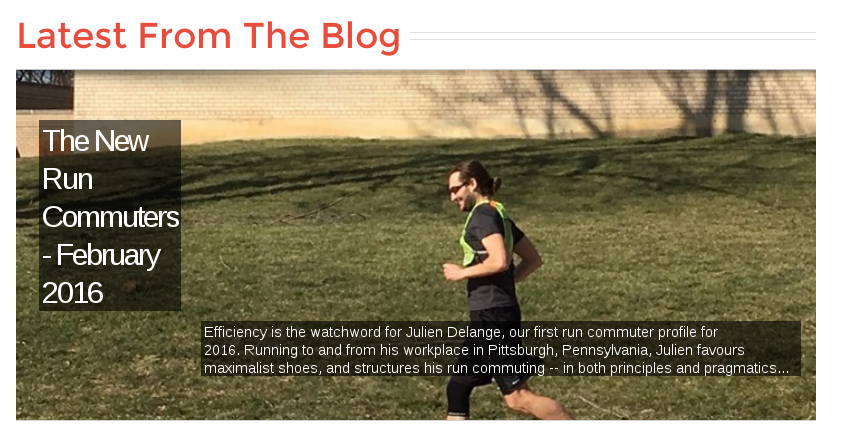 Latest From The Blog
The New
Run
Commuters
- February
2016
Efficiency is the watchword for Julien Delange, our first run commuter profile for
2016. Running to and from his workplace in Pittsburgh, Pennsylvania, Julien favours
maximalist shoes, and structures his run commuting -- in both principles and pragmatics...